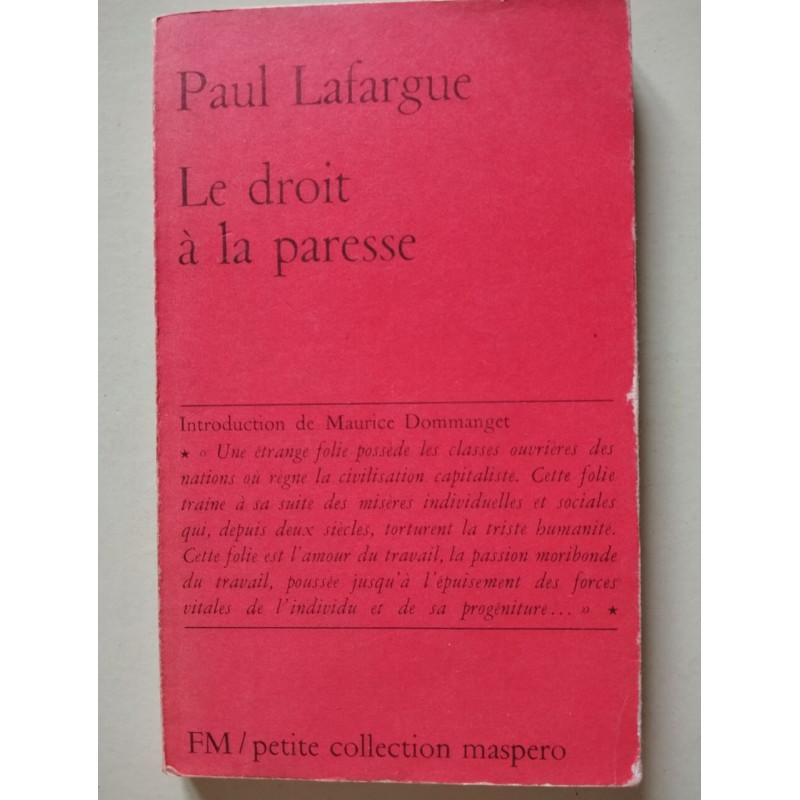 Paul Lafargue
Le droit
à la paresse
Introduction de Maurice Dommanget
★ « Une étrange folie possède les classes ouvrières des
nations où règne la civilisation capitaliste. Cette folie
traîne à sa suite des misères individuelles et sociales
qui, depuis deux siècles, torturent la triste humanité.
Cette folie est l'amour du travail, la passion moribonde
du travail, poussée jusqu'à l'épuisement des forces
vitales de l'individu et de sa progéniture... » ★
FM / petite collection maspero